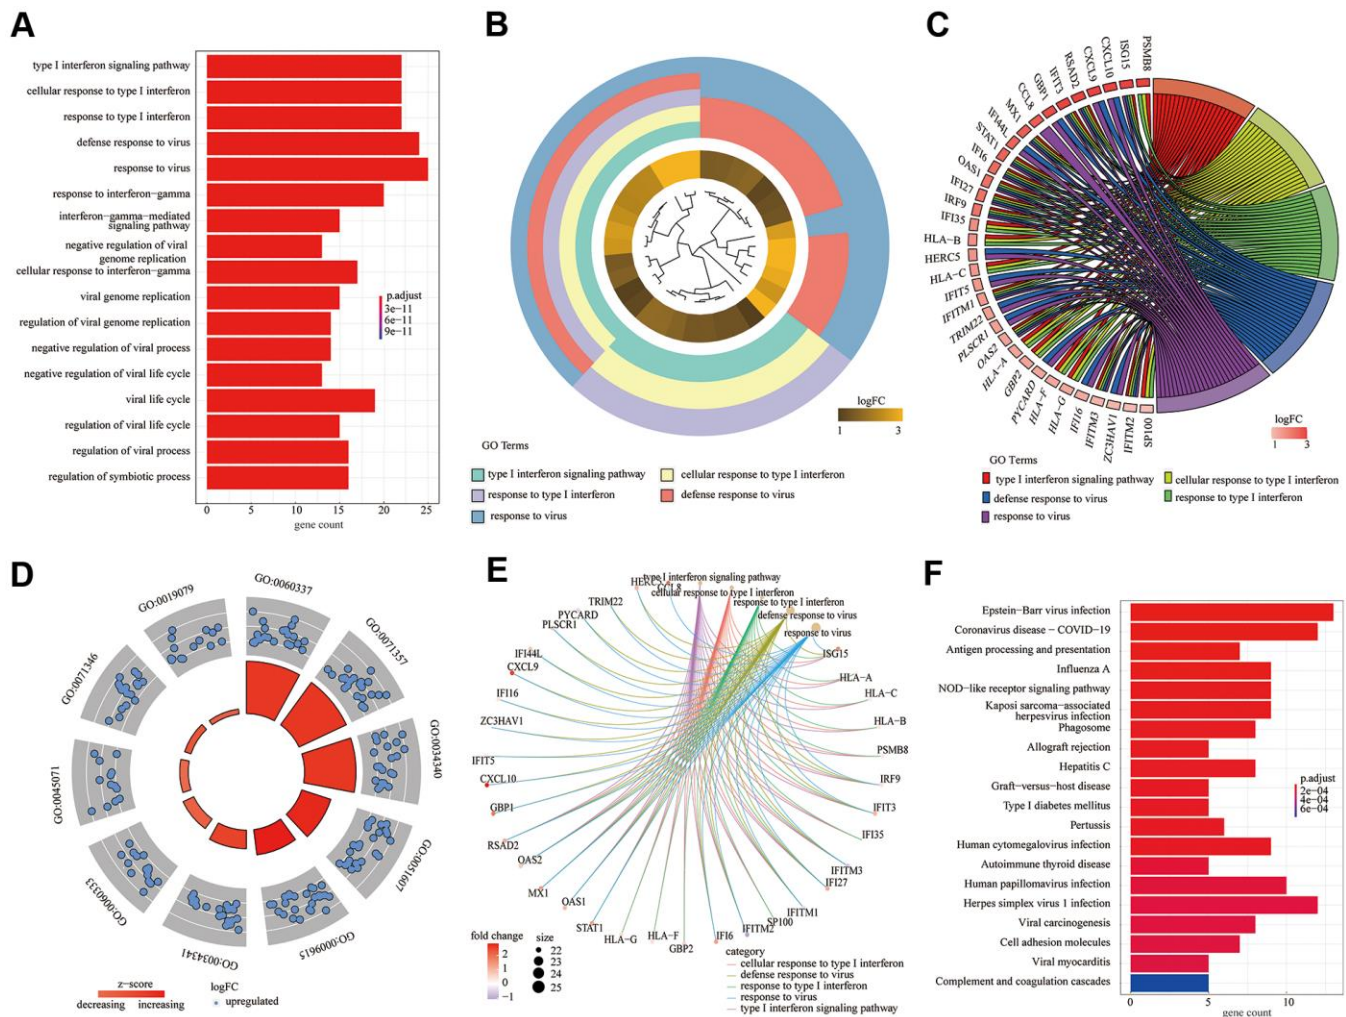 A
type I interferon signaling pathway
cellular response to type I interferon
response to type I interferon
defense response to virus
response to virus
response to interferon-gamma
interferon-gamma-mediated
signaling pathway
negative regulation of viral
genome replication
cellular response to interferon-gamma
viral genome replication
regulation of viral genome replication
negative regulation of viral process
negative regulation of viral life cycle
viral life cycle
regulation of viral life cycle
regulation of viral process
regulation of symbiotic process
p.adjust
3e-11
6e-11
9e-11
0 5 10 15 20 25
gene count
B
logFC
1 3
GO Terms
type I interferon signaling pathway
cellular response to type I interferon
response to type I interferon
defense response to virus
response to virus
C
PSMB8
ISG15
CXCL10
CXCL9
RSAD2
IFIT3
GBP1
CCL8
MX1
IFI44L
STAT1
IFI6
OAS1
IFI27
IRF9
IFI35
HLA-B
HERC5
HLA-C
IFIT5
IFITM1
TRIM22
PLSCR1
OAS2
HLA-A
GBP2
PYCARD
HLA-F
HLA-G
IFI16
IFITM3
ZC3HAV1
IFITM2
SP100
logFC
1 3
GO Terms
type I interferon signaling pathway
cellular response to type I interferon
defense response to virus
response to type I interferon
response to virus
D
GO:0060337
GO:0071357
GO:0034340
GO:0051607
GO:0009615
GO:0034341
GO:0060333
GO:0045071
GO:0071346
GO:0019079
z-score
decreasing increasing
logFC
upregulated
E
type I interferon signaling pathway
cellular response to type I interferon
response to type I interferon
defense response to virus
response to virus
HERC5
CCL8
TRIM22
PYCARD
PLSCR1
IFI44L
CXCL9
IFI16
ZC3HAV1
IFIT5
CXCL10
GBP1
RSAD2
OAS2
MX1
OAS1
STAT1
HLA-G
HLA-F
GBP2
IFI6
IFITM2
SP100
IFITM1
IFI27
IFITM3
IFI35
IFIT3
IRF9
PSMB8
HLA-B
HLA-C
HLA-A
ISG15
fold change
2
1
0
-1
size
22
23
24
25
category
cellular response to type I interferon
defense response to virus
response to type I interferon
response to virus
type I interferon signaling pathway
F
Epstein-Barr virus infection
Coronavirus disease - COVID-19
Antigen processing and presentation
Influenza A
NOD-like receptor signaling pathway
Kaposi sarcoma-associated
herpesvirus infection
Phagosome
Allograft rejection
Hepatitis C
Graft-versus-host disease
Type I diabetes mellitus
Pertussis
Human cytomegalovirus infection
Autoimmune thyroid disease
Human papillomavirus infection
Herpes simplex virus 1 infection
Viral carcinogenesis
Cell adhesion molecules
Viral myocarditis
Complement and coagulation cascades
p.adjust
2e-04
4e-04
6e-04
0 5 10
gene count